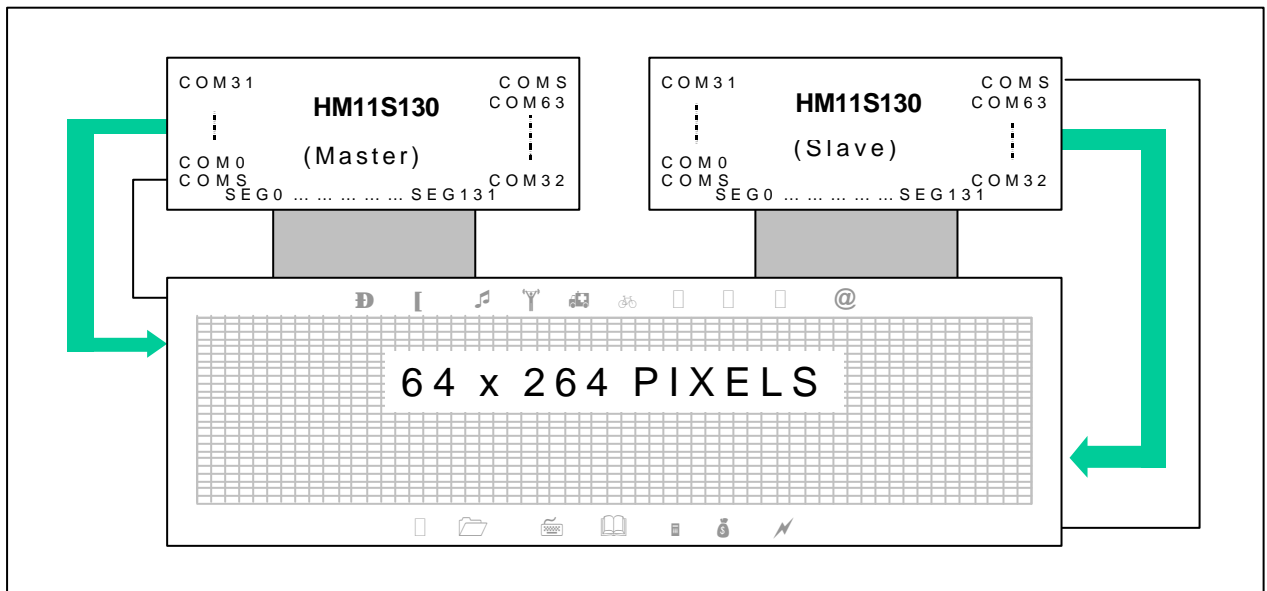 COM31
COMS
COM63
HM11S130
(Master)
COM0
COMS
COM32
SEG0 ... ... ... ... ... SEG131
COM31
COMS
COM63
HM11S130
(Slave)
COM0
COMS
COM32
SEG0 ... ... ... ... ... SEG131
Đ [ @
64 x 264 PIXELS
$